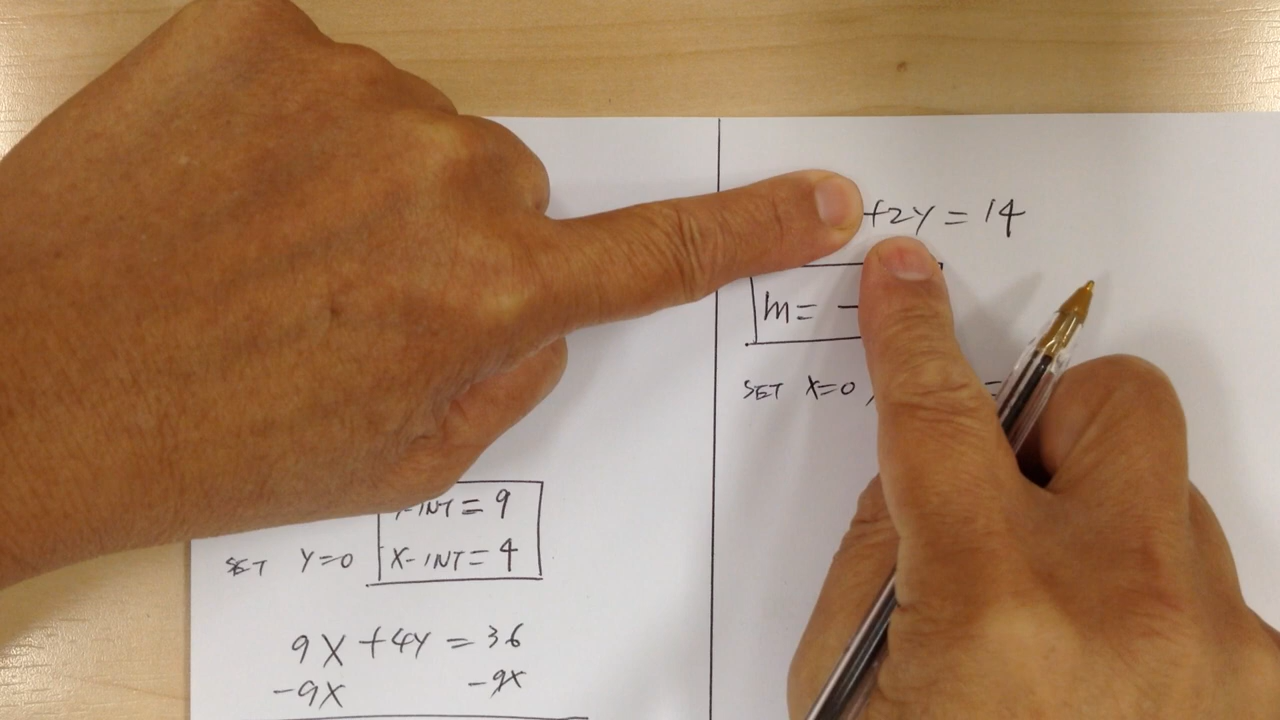 -INT = 9
SET Y=0 X-INT = 4
9X +4Y = 36
-9X -9X
+2Y = 14
m= -
SET X=0